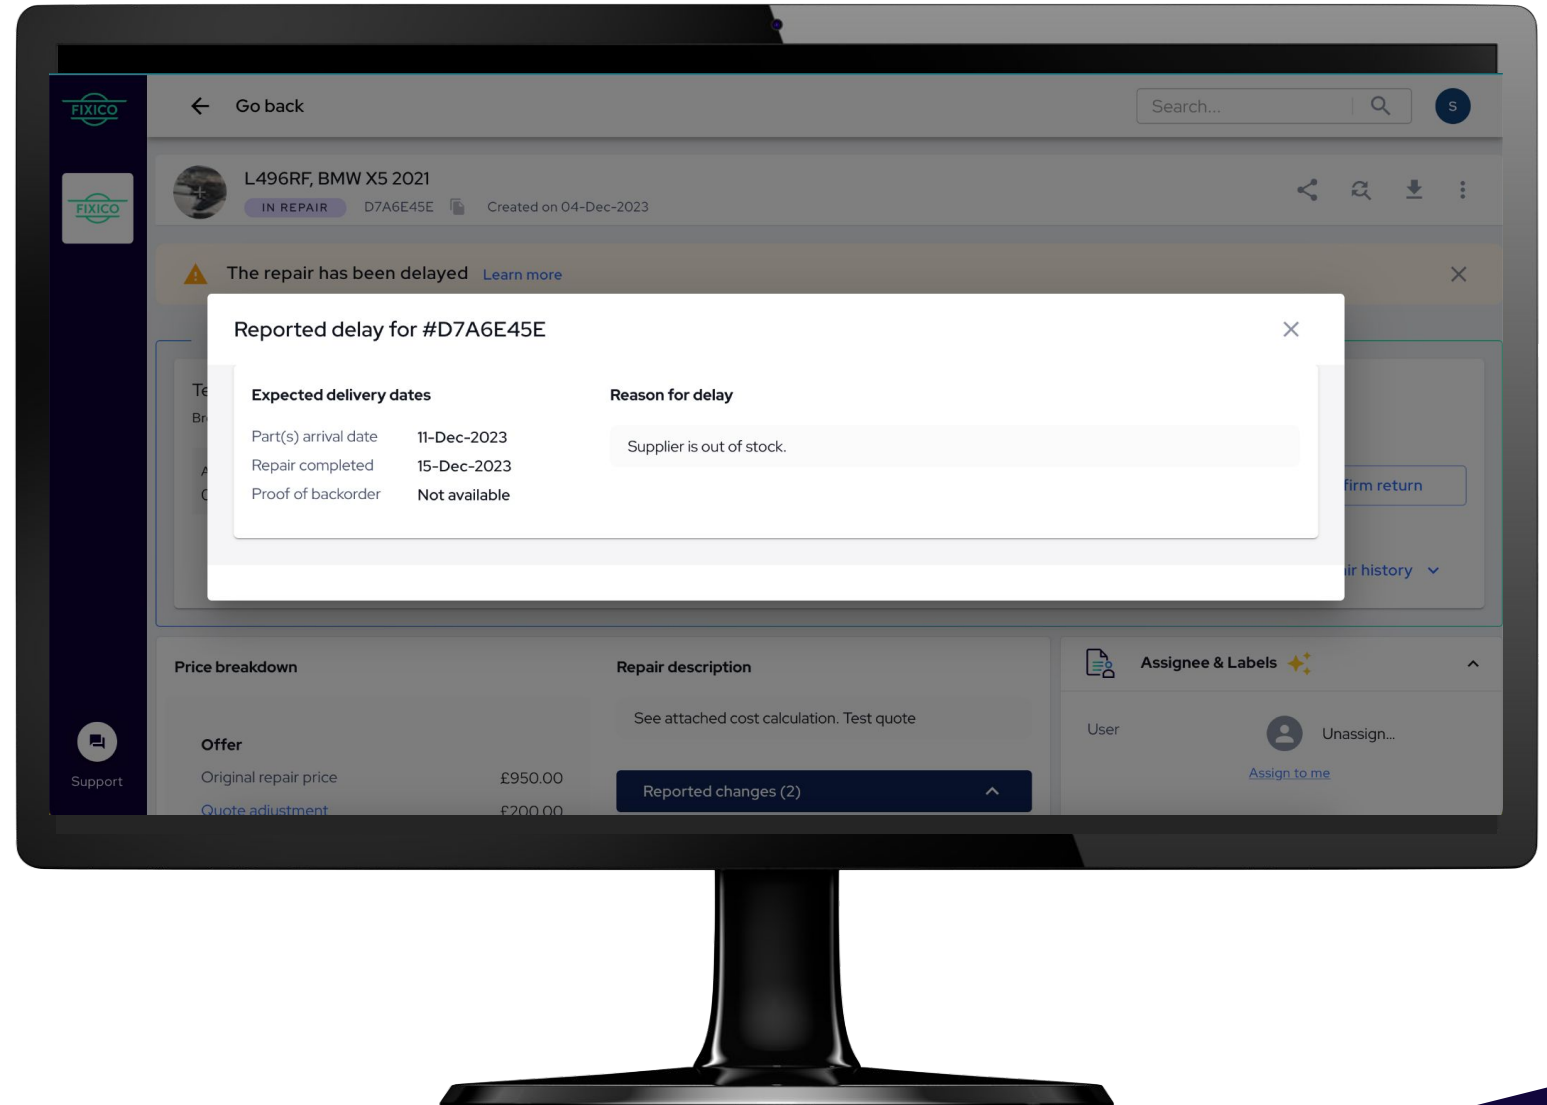 FIXICO
Go back
Search...
S
FIXICO
L496RF, BMW X5 2021
IN REPAIR D7A6E45E Created on 04-Dec-2023
The repair has been delayed Learn more
Reported delay for #D7A6E45E
Expected delivery dates
Part(s) arrival date 11-Dec-2023
Repair completed 15-Dec-2023
Proof of backorder Not available
Reason for delay
Supplier is out of stock.
return
history
Price breakdown
Offer
Original repair price £950.00
Quote adjustment £200.00
Repair description
See attached cost calculation. Test quote
Reported changes (2)
Assignee & Labels
User Unassign...
Assign to me
Support